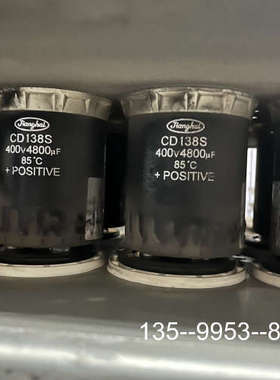 Jianghai
CD138S
400V4800μF
85℃
+ POSITIVE
Jianghai
CD138S
400V4800μF
85℃
+ POSITIVE
135--9953--8